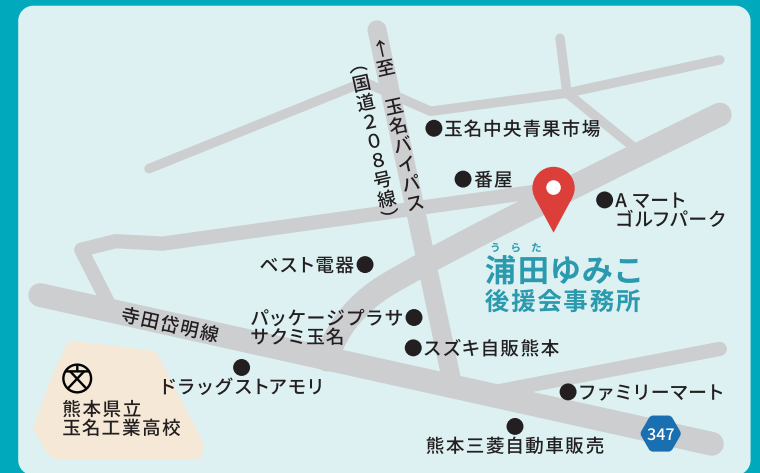 ←至 玉名バイパス
(国道208号線)
玉名中央青果市場
番屋
Aマート
ゴルフパーク
うらた
浦田ゆみこ
後援会事務所
ベスト電器
寺田岱明線
パッケージプラザ
サクミ玉名
スズキ自販熊本
ドラッグストアモリ
ファミリーマート
熊本県立
玉名工業高校
347
熊本三菱自動車販売